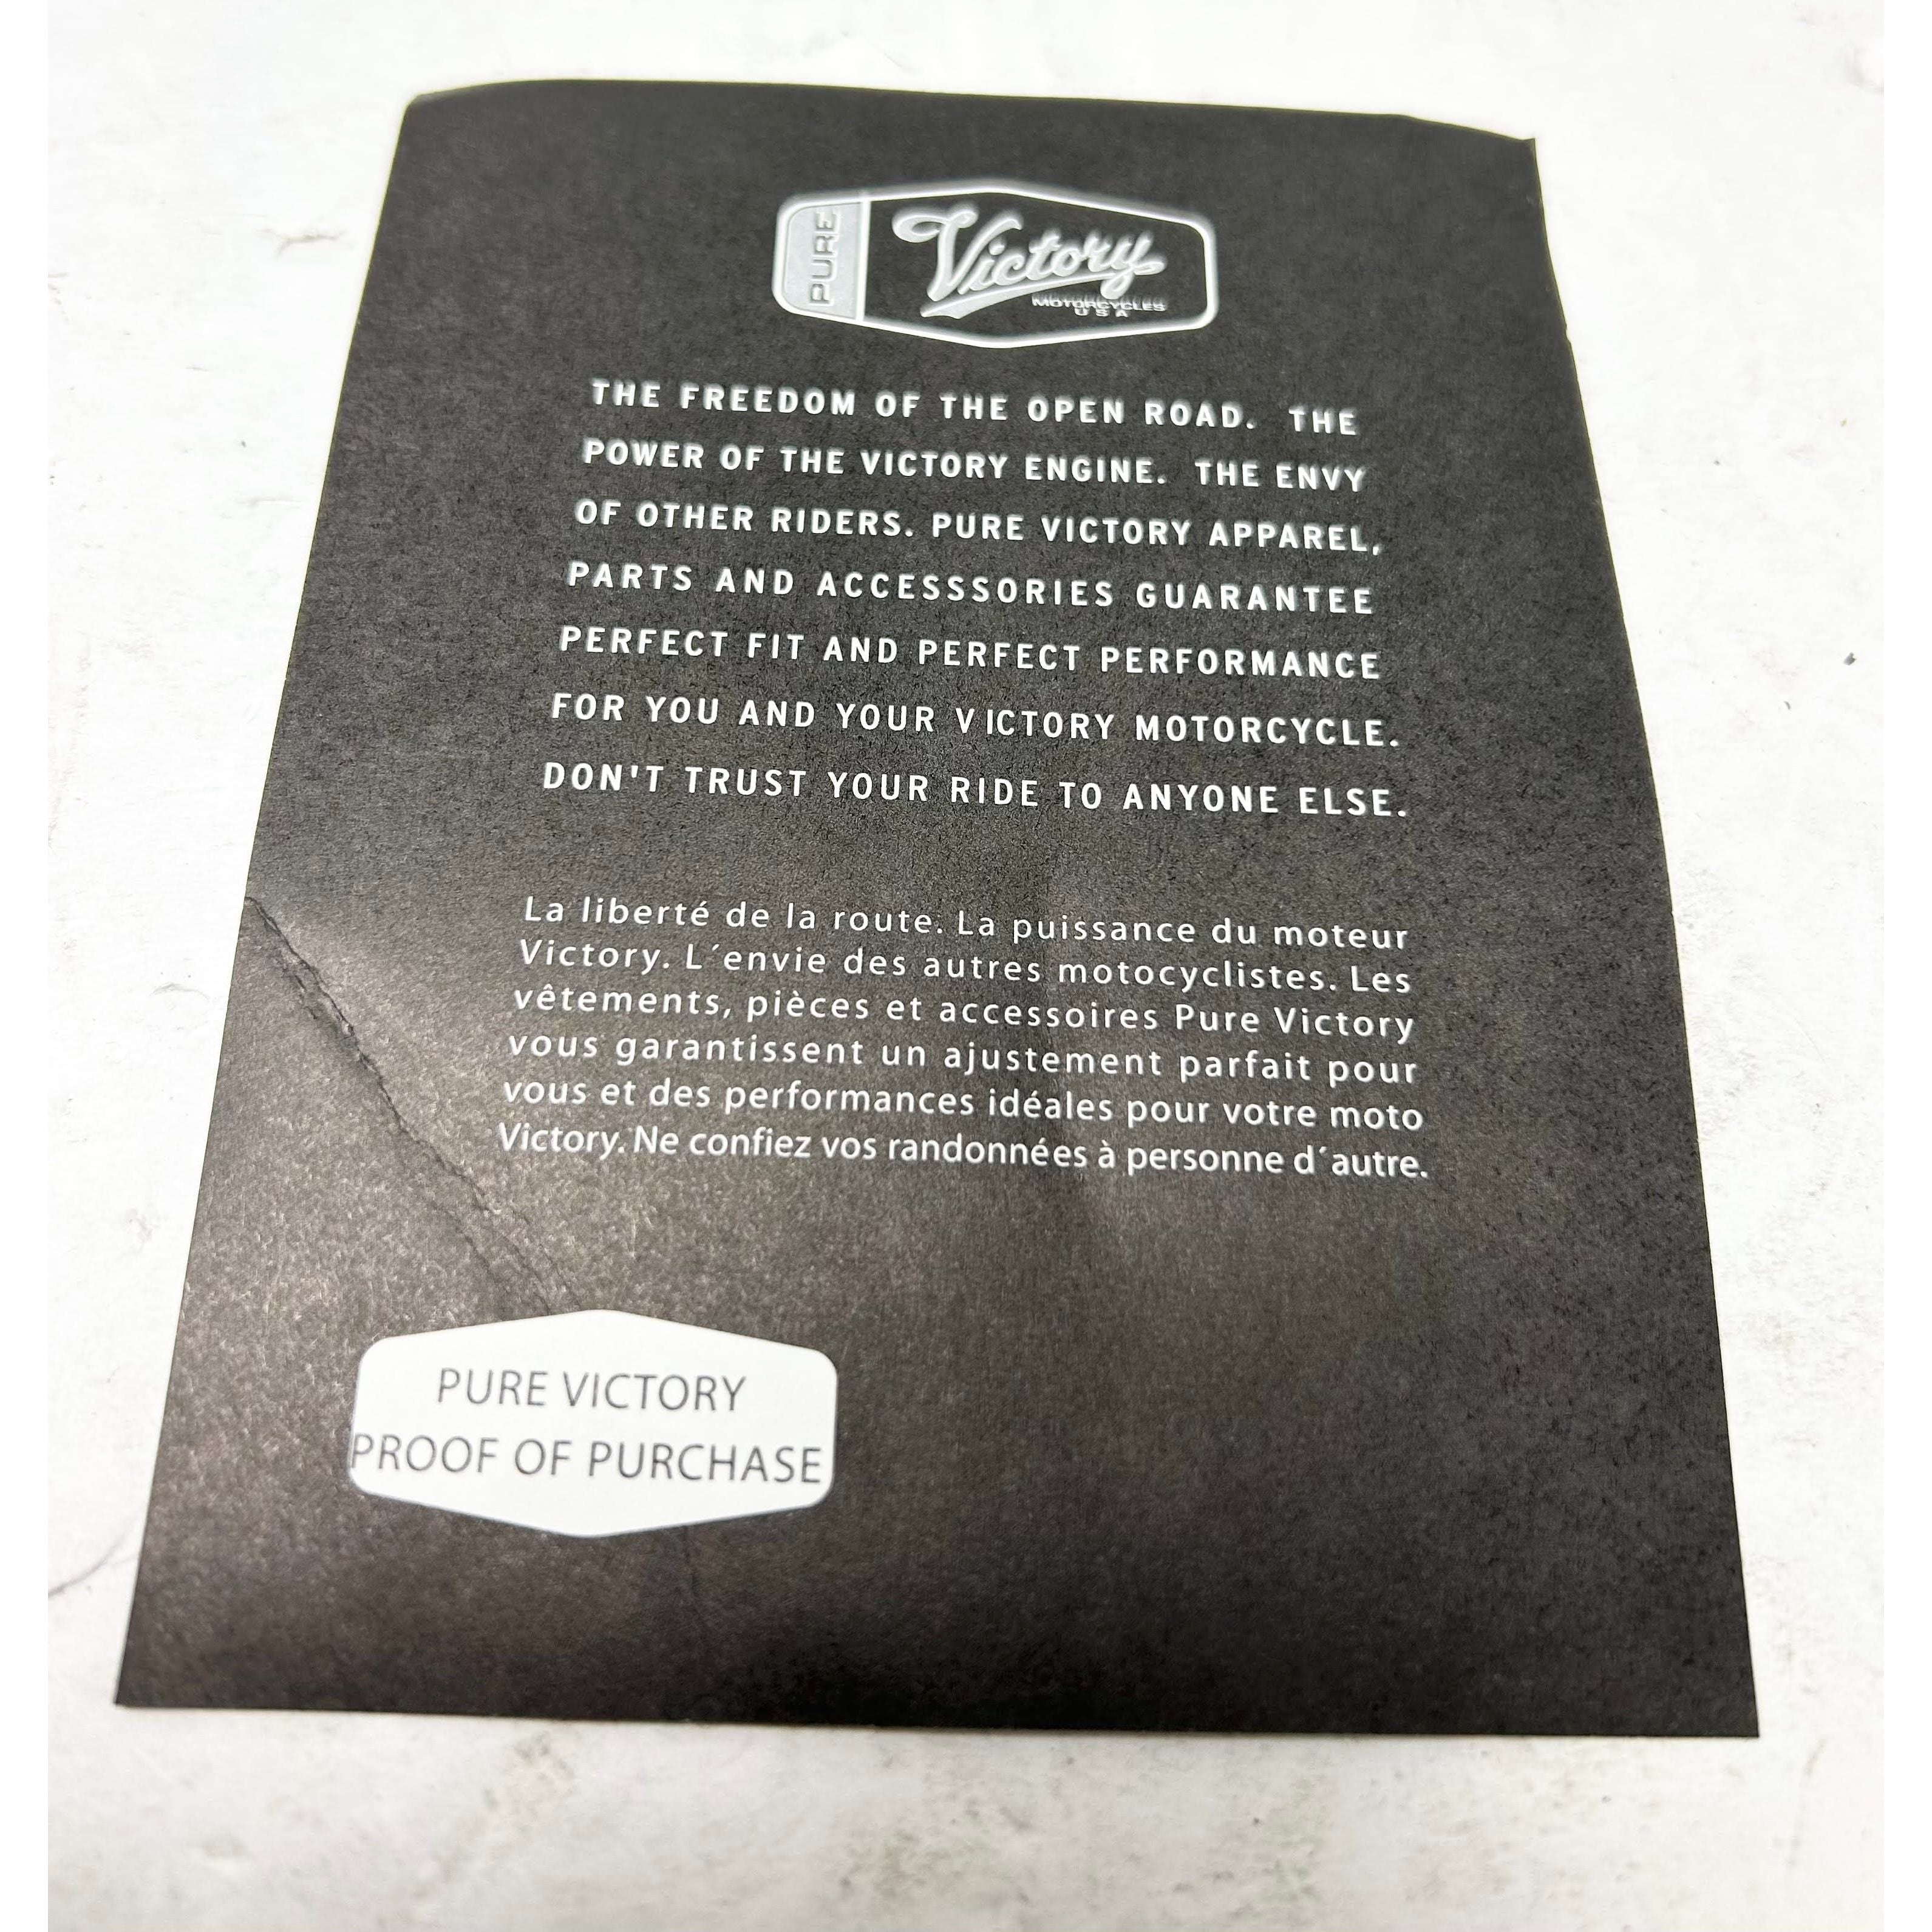 PURE
Victory
MOTORCYCLES
USA
THE FREEDOM OF THE OPEN ROAD. THE
POWER OF THE VICTORY ENGINE. THE ENVY
OF OTHER RIDERS. PURE VICTORY APPAREL,
PARTS AND ACCESSSORIES GUARANTEE
PERFECT FIT AND PERFECT PERFORMANCE
FOR YOU AND YOUR VICTORY MOTORCYCLE.
DON'T TRUST YOUR RIDE TO ANYONE ELSE.
La liberté de la route. La puissance du moteur
Victory. L´envie des autres motocyclistes. Les
vêtements, pièces et accessoires Pure Victory
vous garantissent un ajustement parfait pour
vous et des performances idéales pour votre moto
Victory. Ne confiez vos randonnées à personne d´autre.
PURE VICTORY
PROOF OF PURCHASE